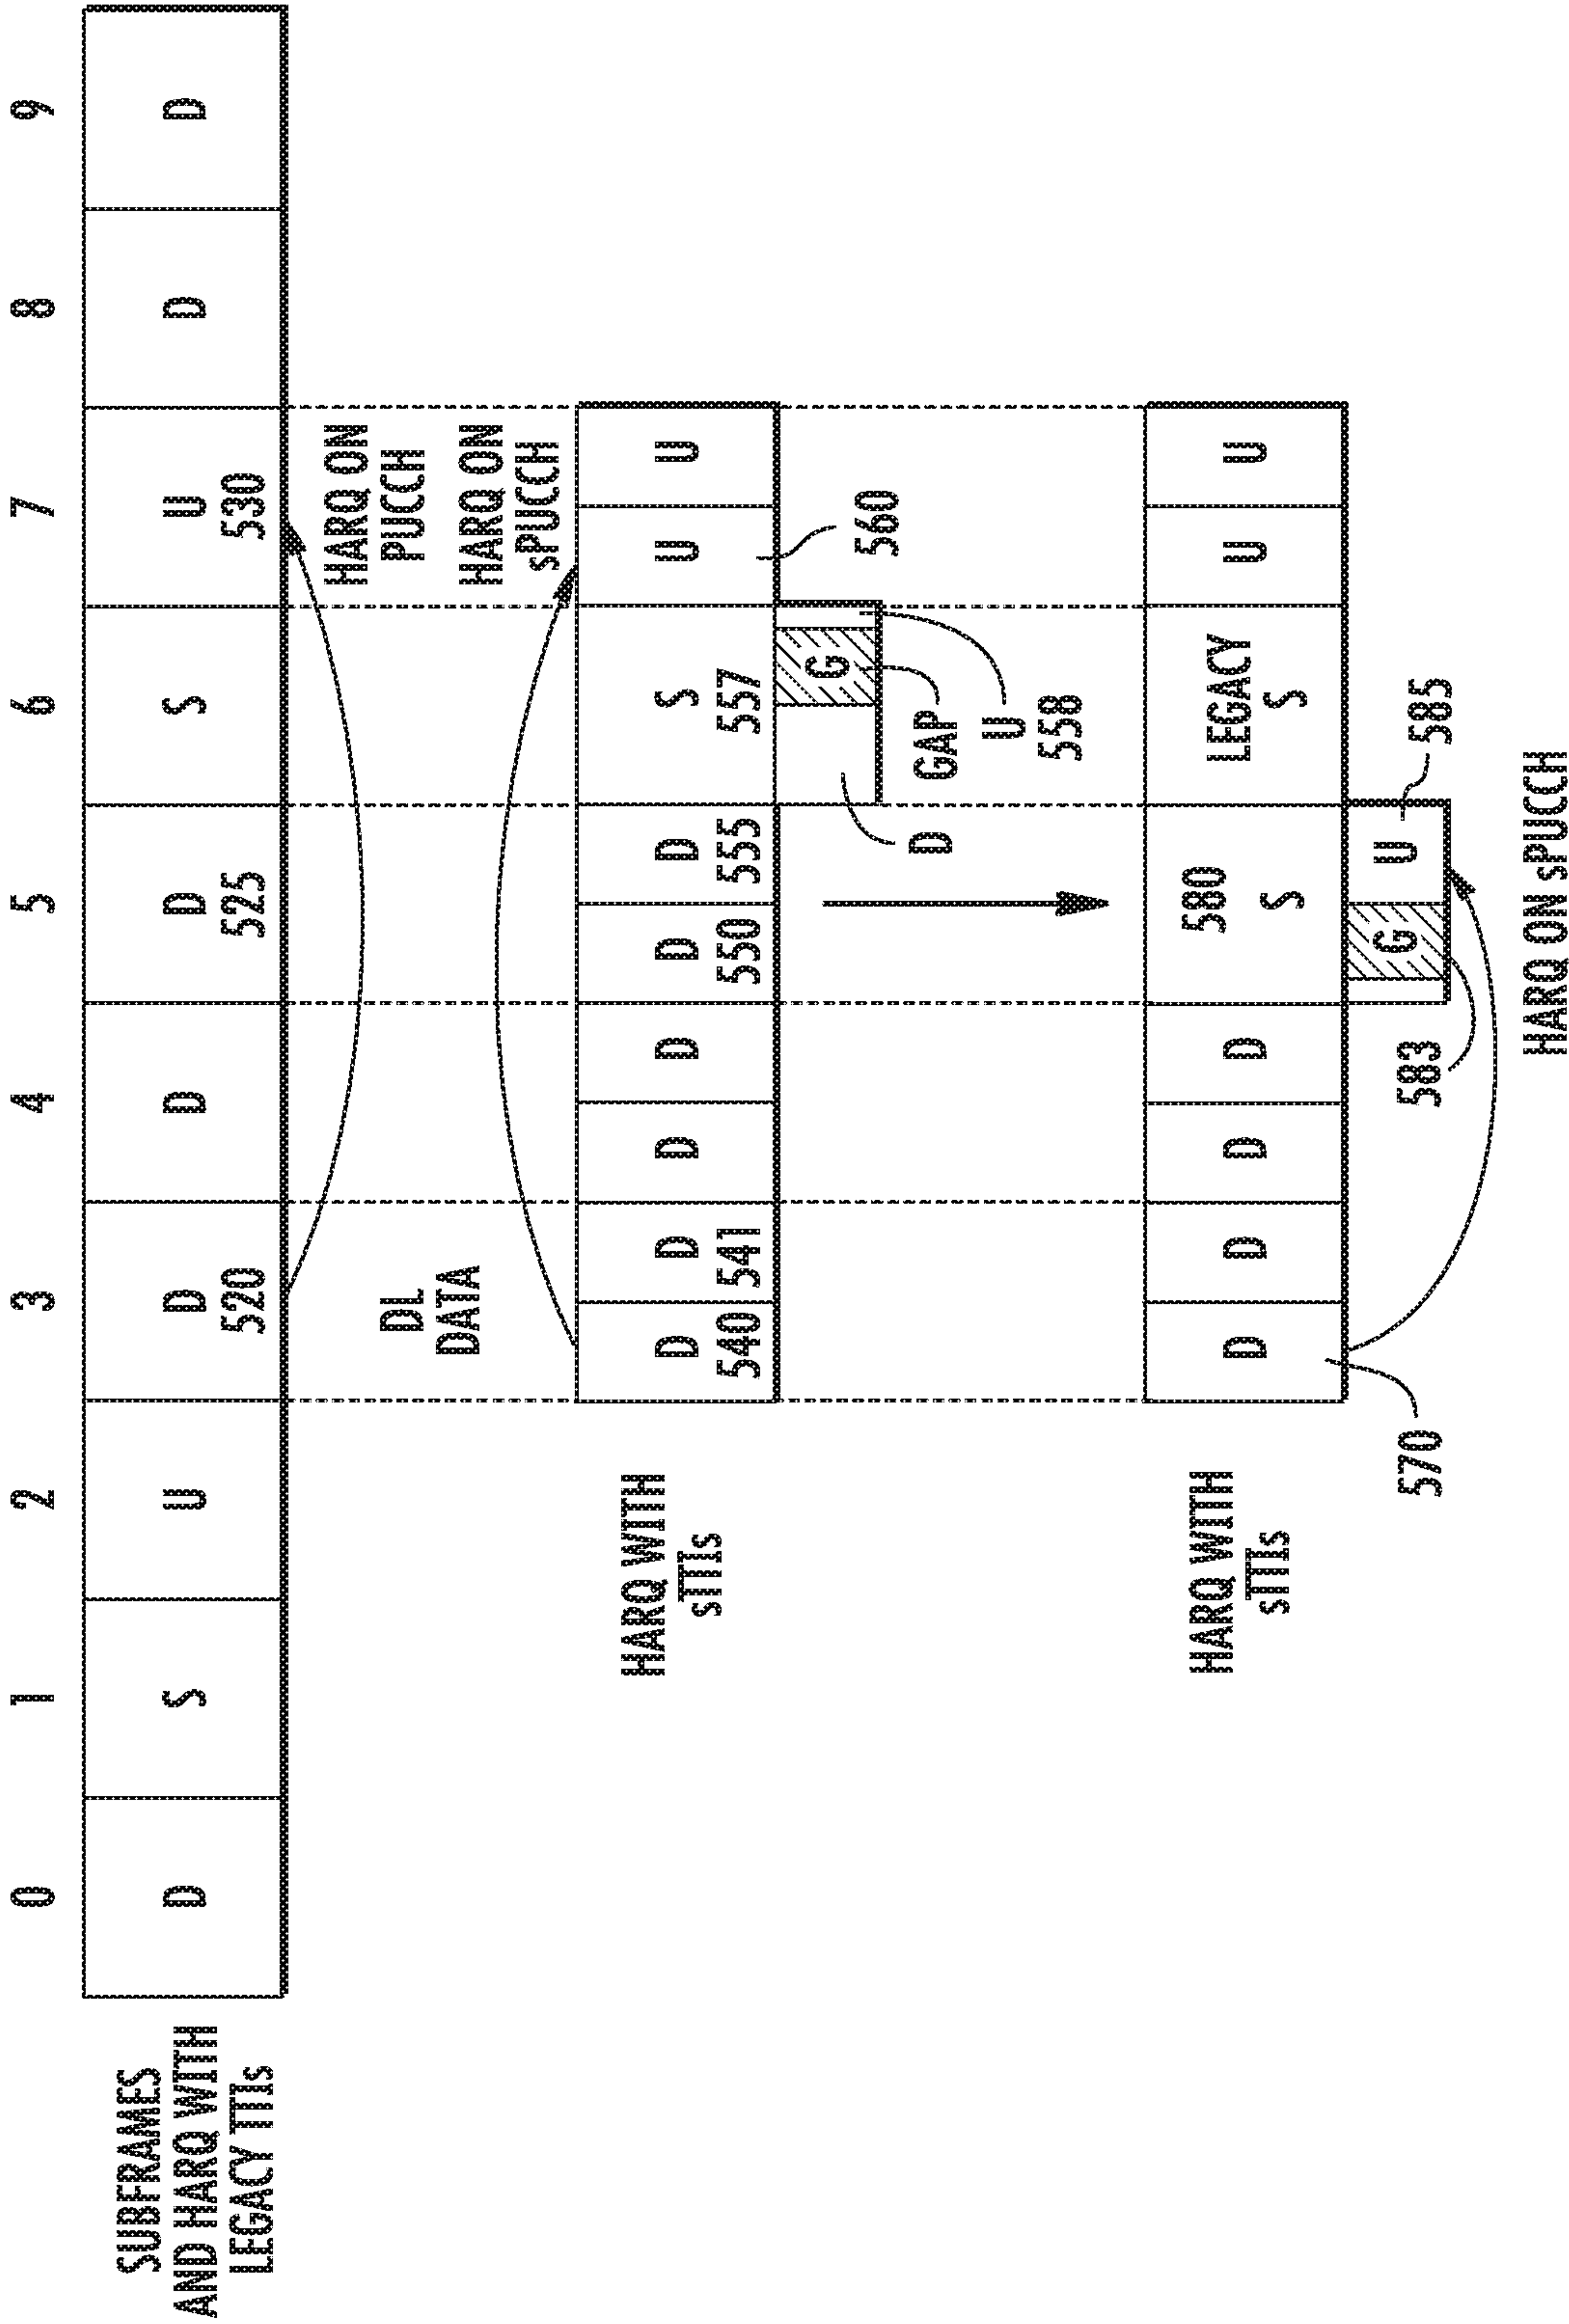 0 1 2 3 4 5 6 7 8 9
SUBFRAMES
AND HARQ WITH
LEGACY TTIs
D S U D D D S U D D
520 525 530
DL
DATA
HARQ ON
PUCCH
HARQ ON
sPUCCH
HARQ WITH
sTTIs
D D D D D D S U U
540 541 550 555 557
G
560
D
GAP
U
558
HARQ WITH
sTTIs
D D D D 580 LEGACY U U
S S
G U
570
583
585
HARQ ON sPUCCH